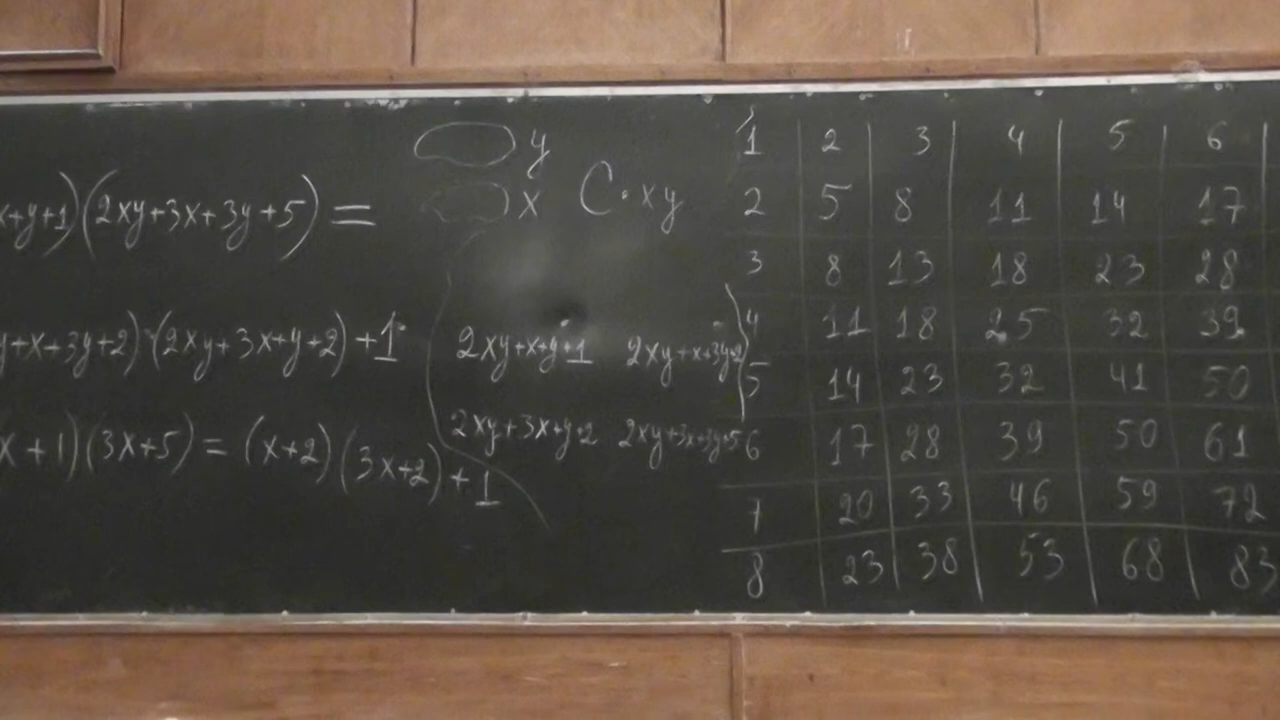 x+y+1)(2xy+3x+3y+5) =
y+x+3y+2)·(2xy+3x+y+2)+1
x+1)(3x+5) = (x+2)(3x+2)+1
y
x C·xy
2xy+x+y+1 2xy+x+3y+2
2xy+3x+y+2 2xy+3x+3y+5
1 2 3 4 5 6
2 5 8 11 14 17
3 8 13 18 23 28
4 11 18 25 32 39
5 14 23 32 41 50
6 17 28 39 50 61
7 20 33 46 59 72
8 23 38 53 68 83